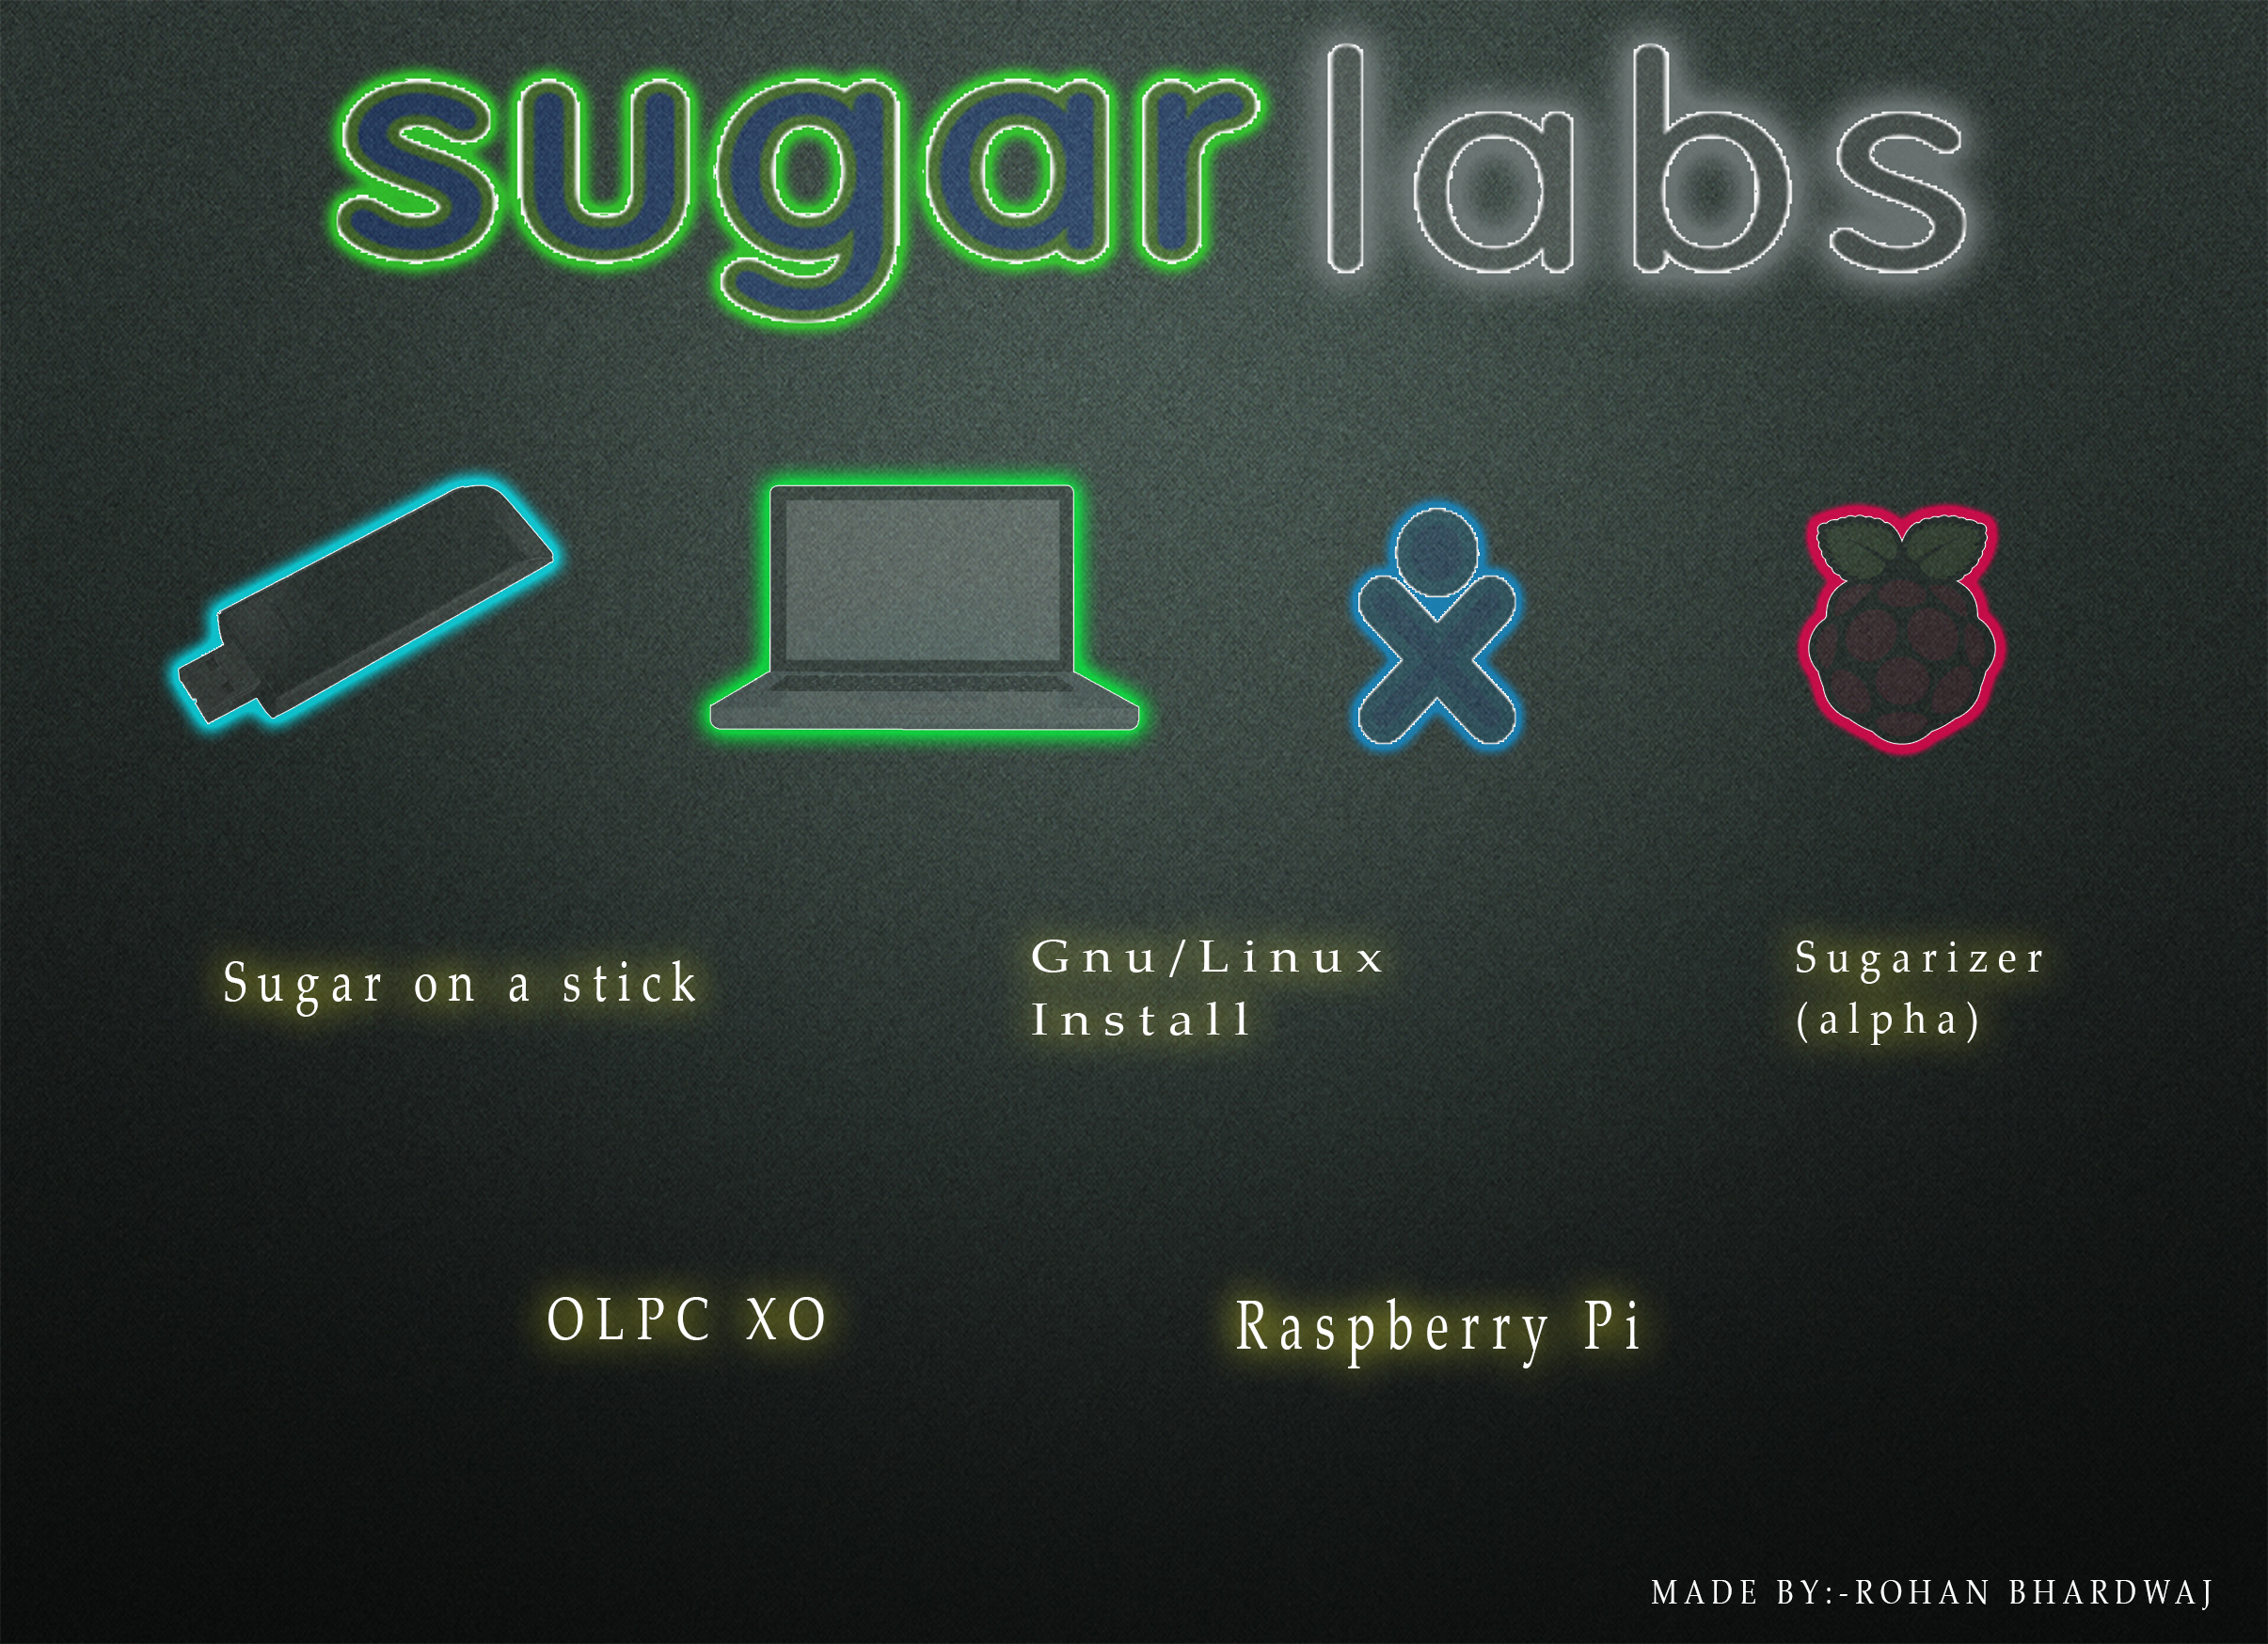 sugar labs
Sugar on a stick
Gnu/Linux
Install
Sugarizer
(alpha)
OLPC XO
Raspberry Pi
MADE BY:-ROHAN BHARDWAJ